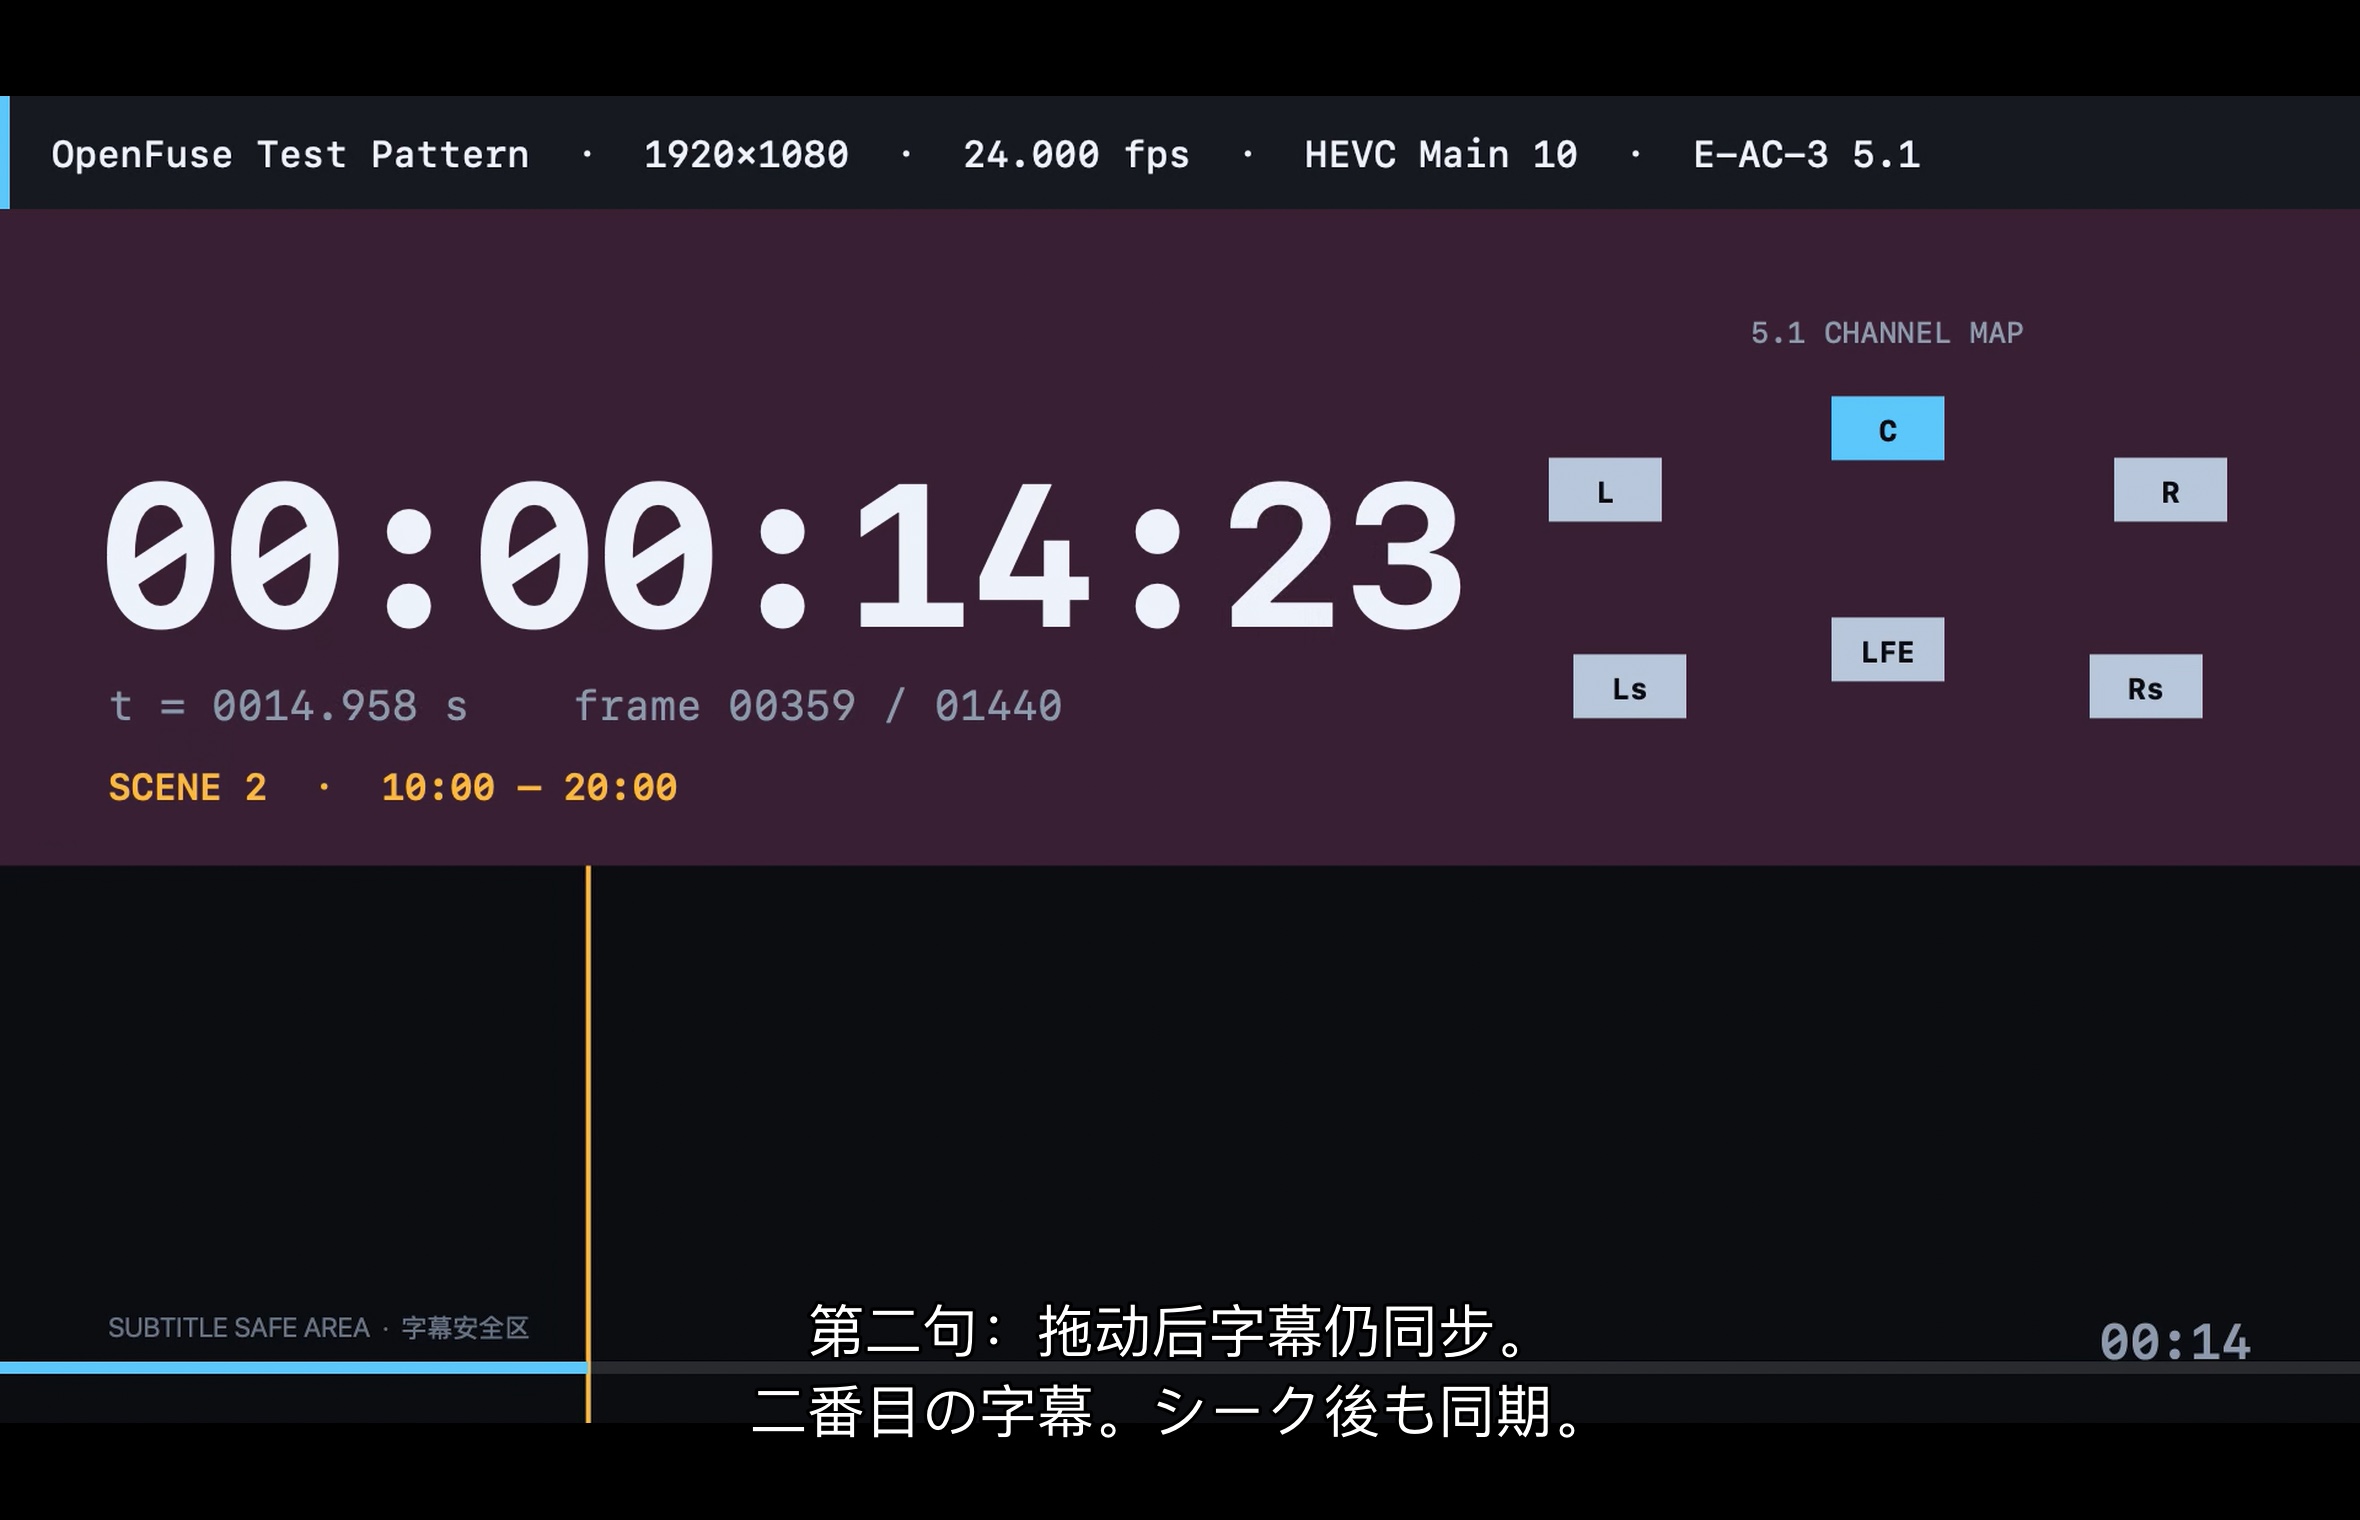 OpenFuse Test Pattern · 1920×1080 · 24.000 fps · HEVC Main 10 · E–AC–3 5.1
5.1 CHANNEL MAP
C
L
R
00:00:14:23
LFE
Ls
Rs
t = 0014.958 s frame 00359 / 01440
SCENE 2 · 10:00 — 20:00
SUBTITLE SAFE AREA · 字幕安全区
第二句：拖动后字幕仍同步。
00:14
二番目の字幕。シーク後も同期。